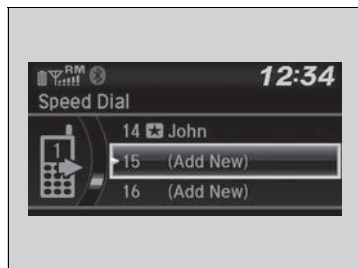 RM 12:34
Speed Dial
14 ★ John
1
15 (Add New)
16 (Add New)